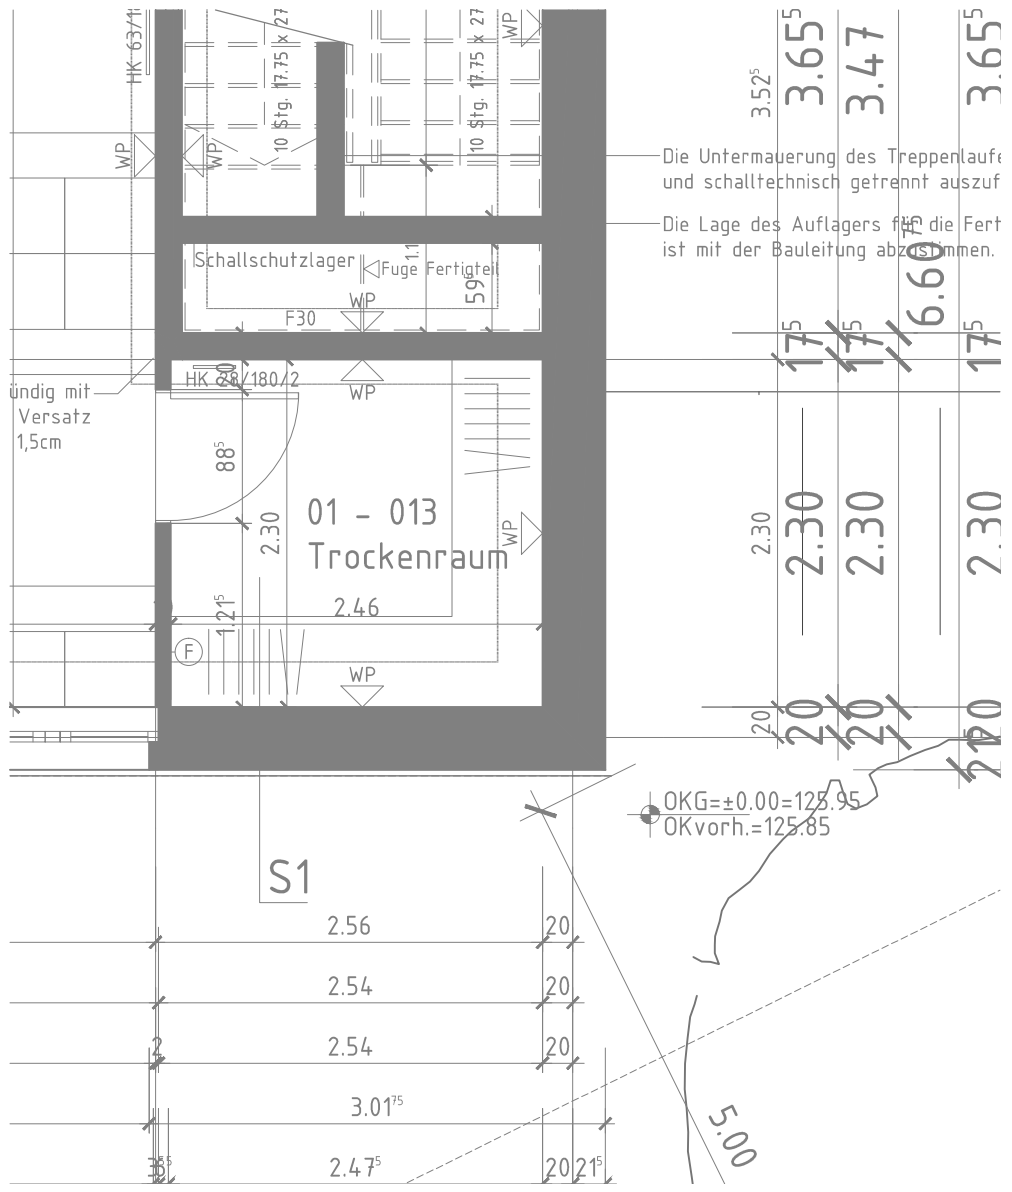 HK 63/1
WP
WP
10 Stg. 17.75 x 27
10 Stg. 17.75 x 27
WP
3.52⁵
3.65⁵
3.47
3.65⁵
Die Untermauerung des Treppenlaufe
und schalltechnisch getrennt auszuf
Die Lage des Auflagers für die Fert
ist mit der Bauleitung abzustimmen.
6.60⁷⁵
Schallschutzlager
Fuge Fertigteil
1.1
59⁵
WP
F30
17⁵
17⁵
17⁵
HK 28/180/2
20
WP
ündig mit
Versatz
1,5cm
88⁵
2.30
01 - 013
Trockenraum
WP
2.30
2.30
2.30
2.30
1.21⁵
2.46
F
WP
20
20
20
OKG=±0.00=125.95
OKvorh.=125.85
S1
2.56
20
2.54
20
2
2.54
20
3.01⁷⁵
5.00
2.47⁵
20
21⁵